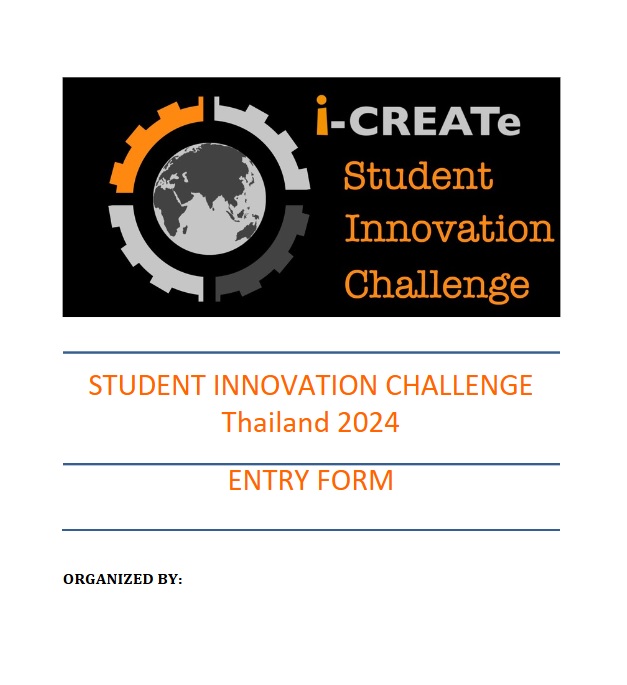 i-CREATe
Student
Innovation
Challenge
STUDENT INNOVATION CHALLENGE
Thailand 2024
ENTRY FORM
ORGANIZED BY: